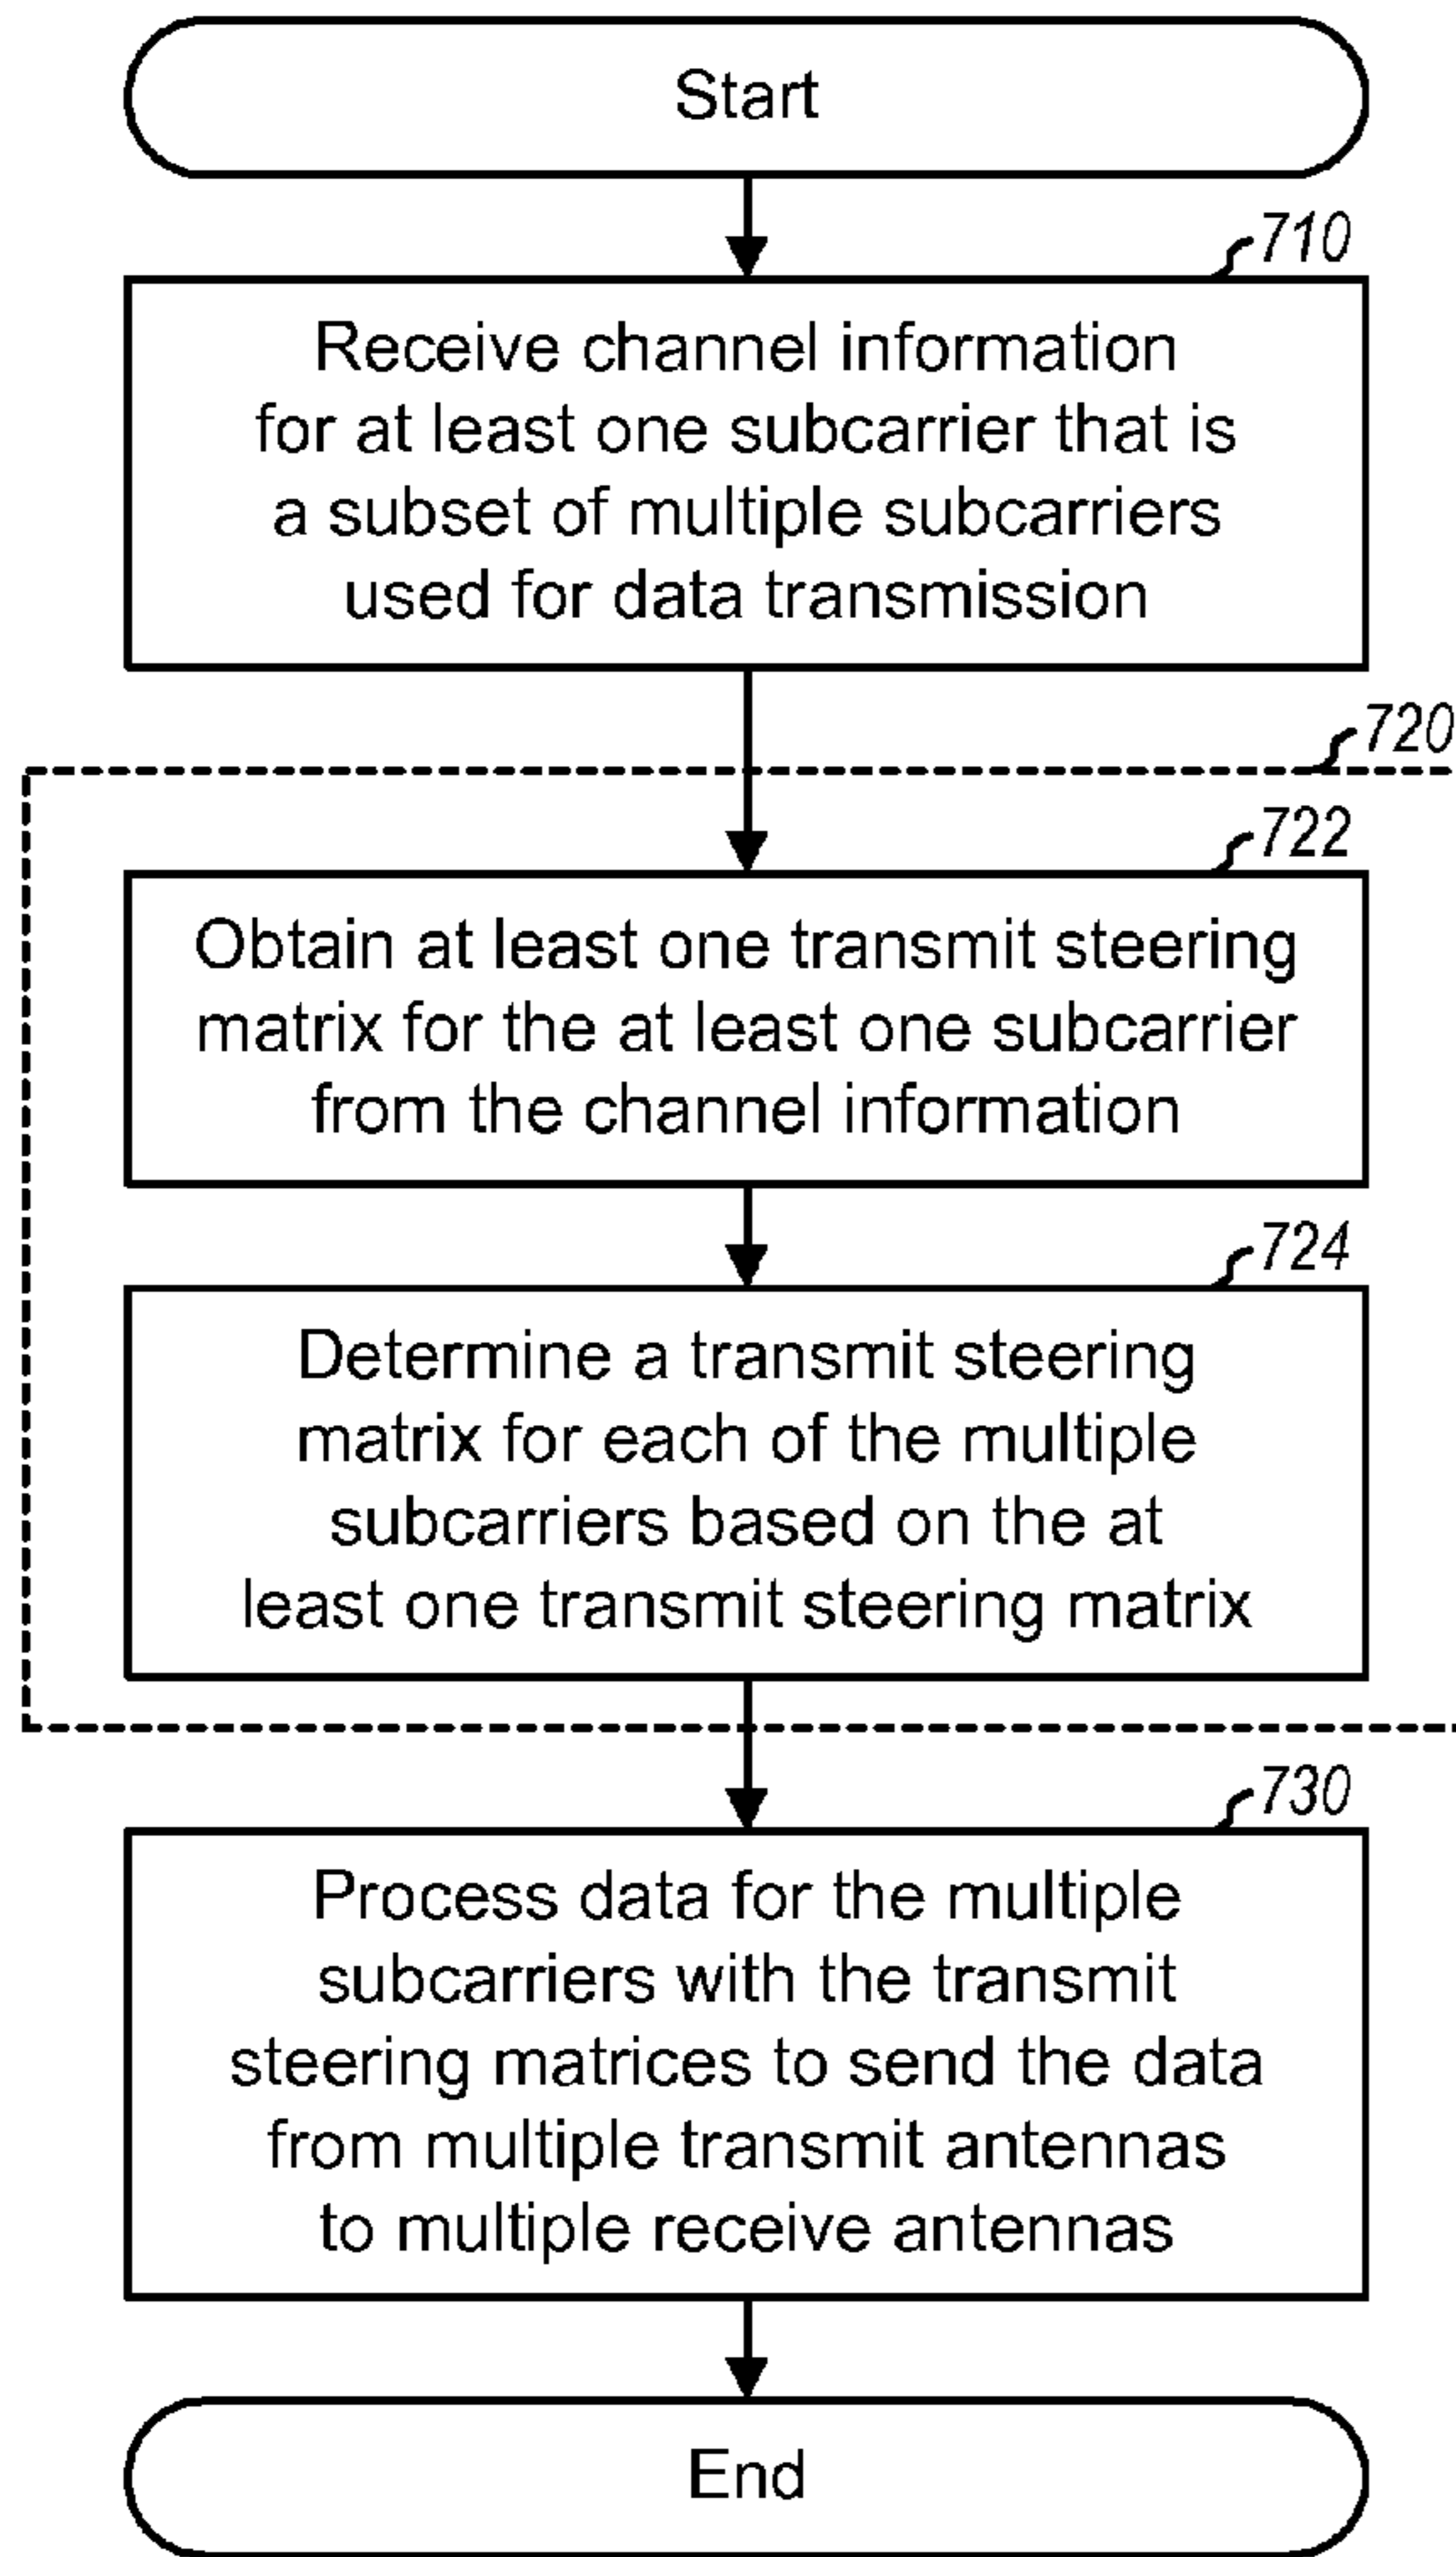 Start
710
Receive channel information
for at least one subcarrier that is
a subset of multiple subcarriers
used for data transmission
720
722
Obtain at least one transmit steering
matrix for the at least one subcarrier
from the channel information
724
Determine a transmit steering
matrix for each of the multiple
subcarriers based on the at
least one transmit steering matrix
730
Process data for the multiple
subcarriers with the transmit
steering matrices to send the data
from multiple transmit antennas
to multiple receive antennas
End